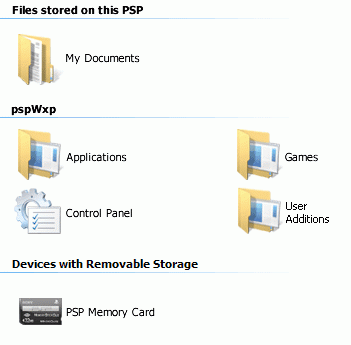 Files stored on this PSP
My Documents
pspWxp
Applications
Games
Control Panel
User
Additions
Devices with Removable Storage
PSP Memory Card